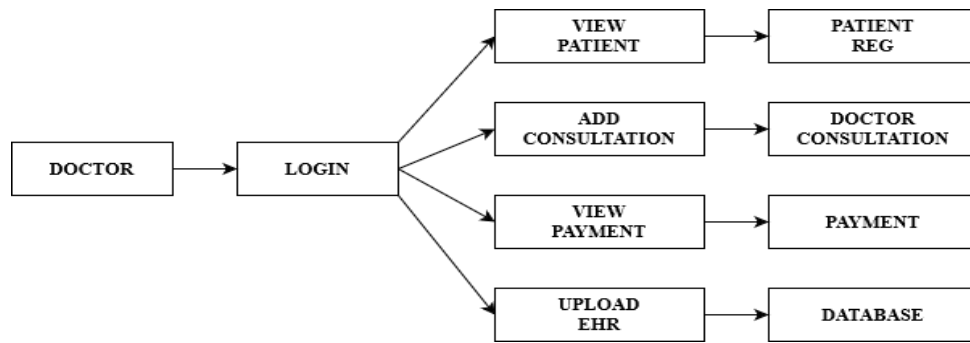 VIEW
PATIENT
PATIENT
REG
ADD
CONSULTATION
DOCTOR
CONSULTATION
DOCTOR
LOGIN
VIEW
PAYMENT
PAYMENT
UPLOAD
EHR
DATABASE